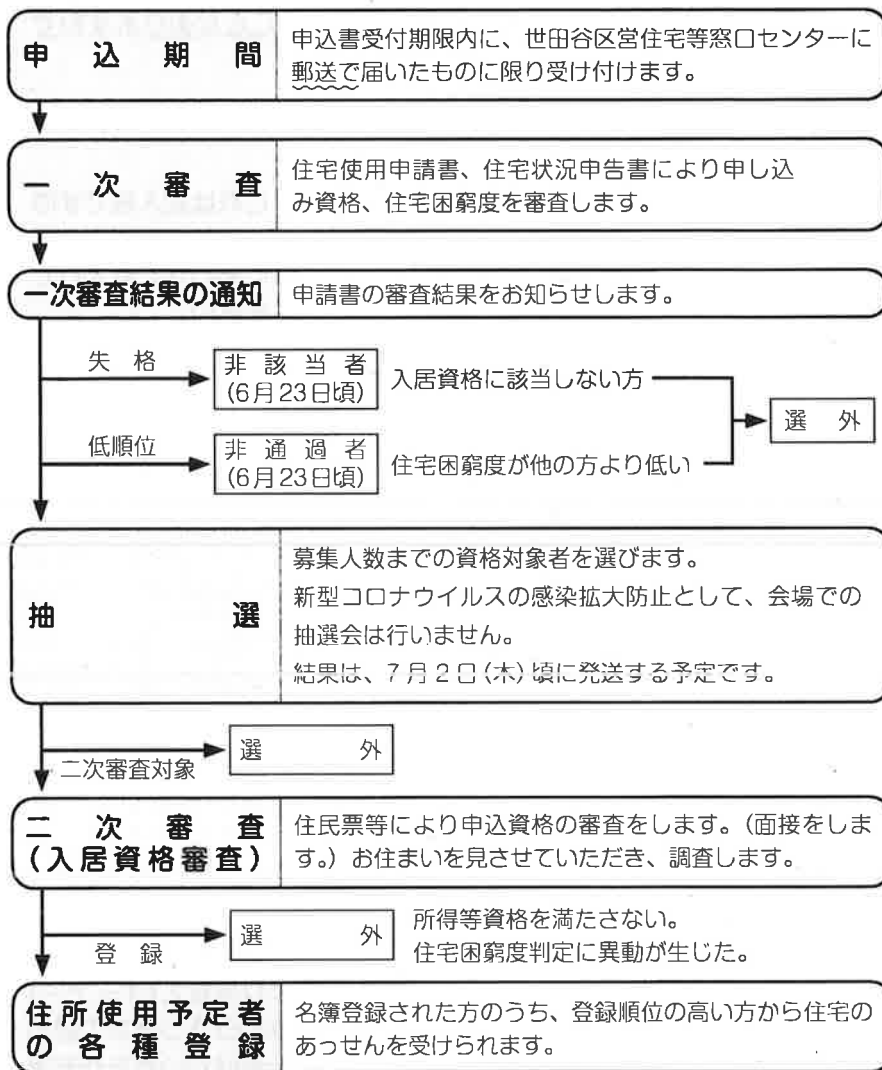 申込期間
申込書受付期限内に、世田谷区営住宅等窓口センターに
郵送で届いたものに限り受け付けます。
一次審査
住宅使用申請書、住宅状況申告書により申し込
み資格、住宅困窮度を審査します。
一次審査結果の通知
申請書の審査結果をお知らせします。
失格
非該当者
(6月23日頃)
入居資格に該当しない方
選外
低順位
非通過者
(6月23日頃)
住宅困窮度が他の方より低い
抽選
募集人数までの資格対象者を選びます。
新型コロナウイルスの感染拡大防止として、会場での
抽選会は行いません。
結果は、7月2日(木)頃に発送する予定です。
選外
二次審査対象
二次審査
(入居資格審査)
住民票等により申込資格の審査をします。(面接をしま
す。)お住まいを見させていただき、調査します。
登録
選外
所得等資格を満たさない。
住宅困窮度判定に異動が生じた。
住所使用予定者
の各種登録
名簿登録された方のうち、登録順位の高い方から住宅の
あっせんを受けられます。